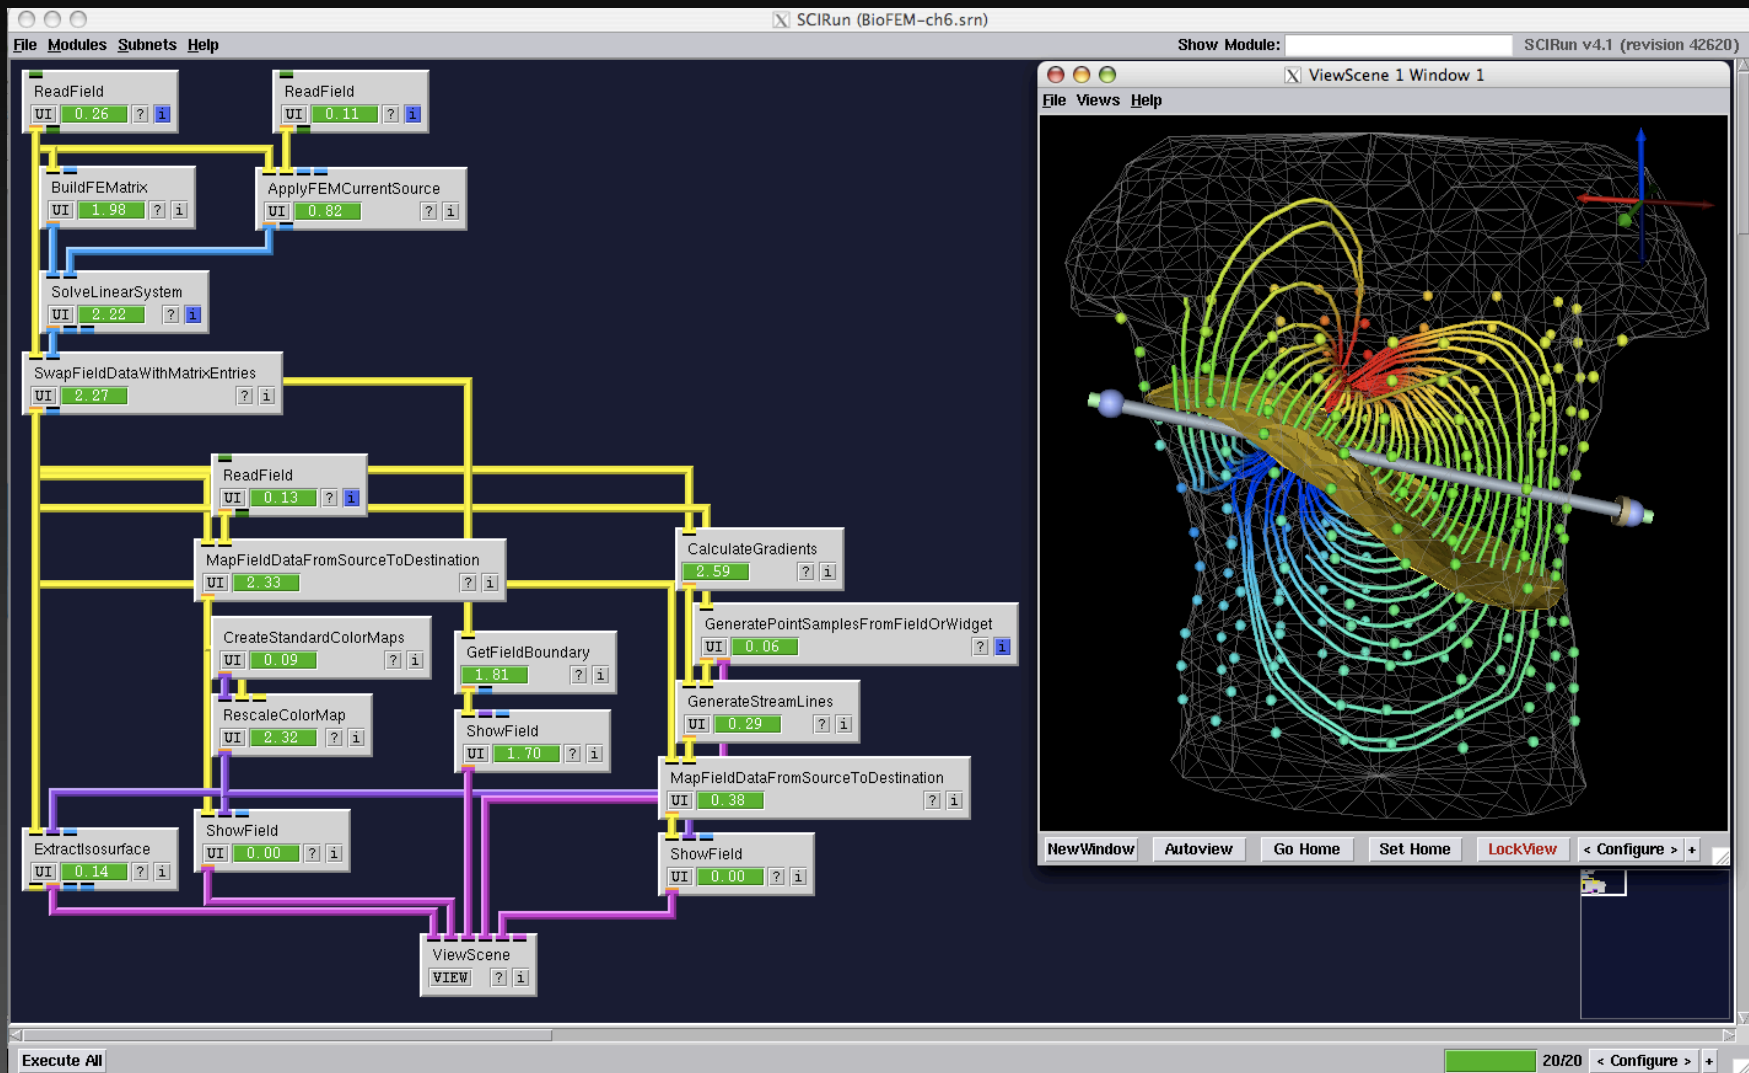 SCIRun (BioFEM-ch6.srn)
File Modules Subnets Help
Show Module:
SCIRun v4.1 (revision 42620)
ReadField
UI 0.26 ? i
ReadField
UI 0.11 ? i
BuildFEMatrix
UI 1.98 ? i
ApplyFEMCurrentSource
UI 0.82 ? i
SolveLinearSystem
UI 2.22 ? i
SwapFieldDataWithMatrixEntries
UI 2.27 ? i
ReadField
UI 0.13 ? i
MapFieldDataFromSourceToDestination
UI 2.33 ? i
CalculateGradients
2.59 ? i
CreateStandardColorMaps
UI 0.09 ? i
GetFieldBoundary
1.81 ? i
GeneratePointSamplesFromFieldOrWidget
UI 0.06 ? i
RescaleColorMap
UI 2.32 ? i
ShowField
UI 1.70 ? i
GenerateStreamLines
UI 0.29 ? i
MapFieldDataFromSourceToDestination
UI 0.38 ? i
ExtractIsosurface
UI 0.14 ? i
ShowField
UI 0.00 ? i
ShowField
UI 0.00 ? i
ViewScene
VIEW ? i
X ViewScene 1 Window 1
File Views Help
NewWindow Autoview Go Home Set Home LockView < Configure > +
Execute All
20/20 < Configure > +